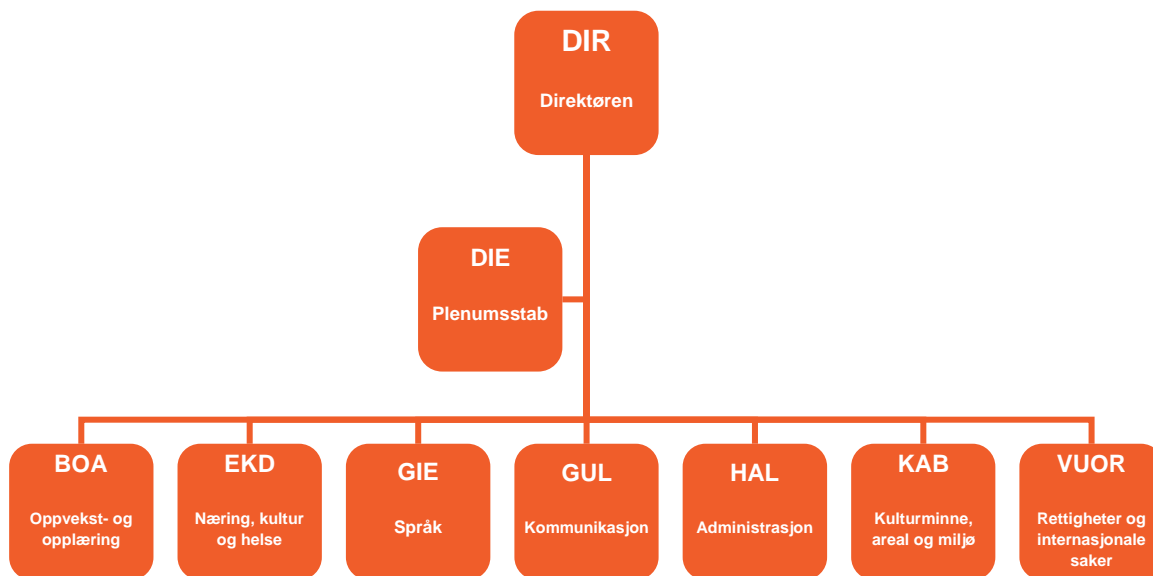 DIR
Direktøren
DIE
Plenumsstab
BOA
Oppvekst- og
opplæring
EKD
Næring, kultur
og helse
GIE
Språk
GUL
Kommunikasjon
HAL
Administrasjon
KAB
Kulturminne,
areal og miljø
VUOR
Rettigheter og
internasjonale
saker